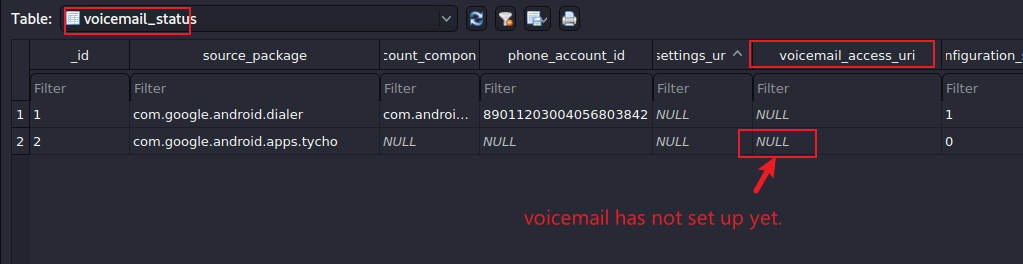 Table: voicemail_status
_id source_package count_compon phone_account_id settings_ur voicemail_access_uri nfiguration_s
Filter Filter Filter Filter Filter Filter Filter
1 1 com.google.android.dialer com.androi... 89011203004056803842 NULL NULL 1
2 2 com.google.android.apps.tycho NULL NULL NULL NULL 0
voicemail has not set up yet.